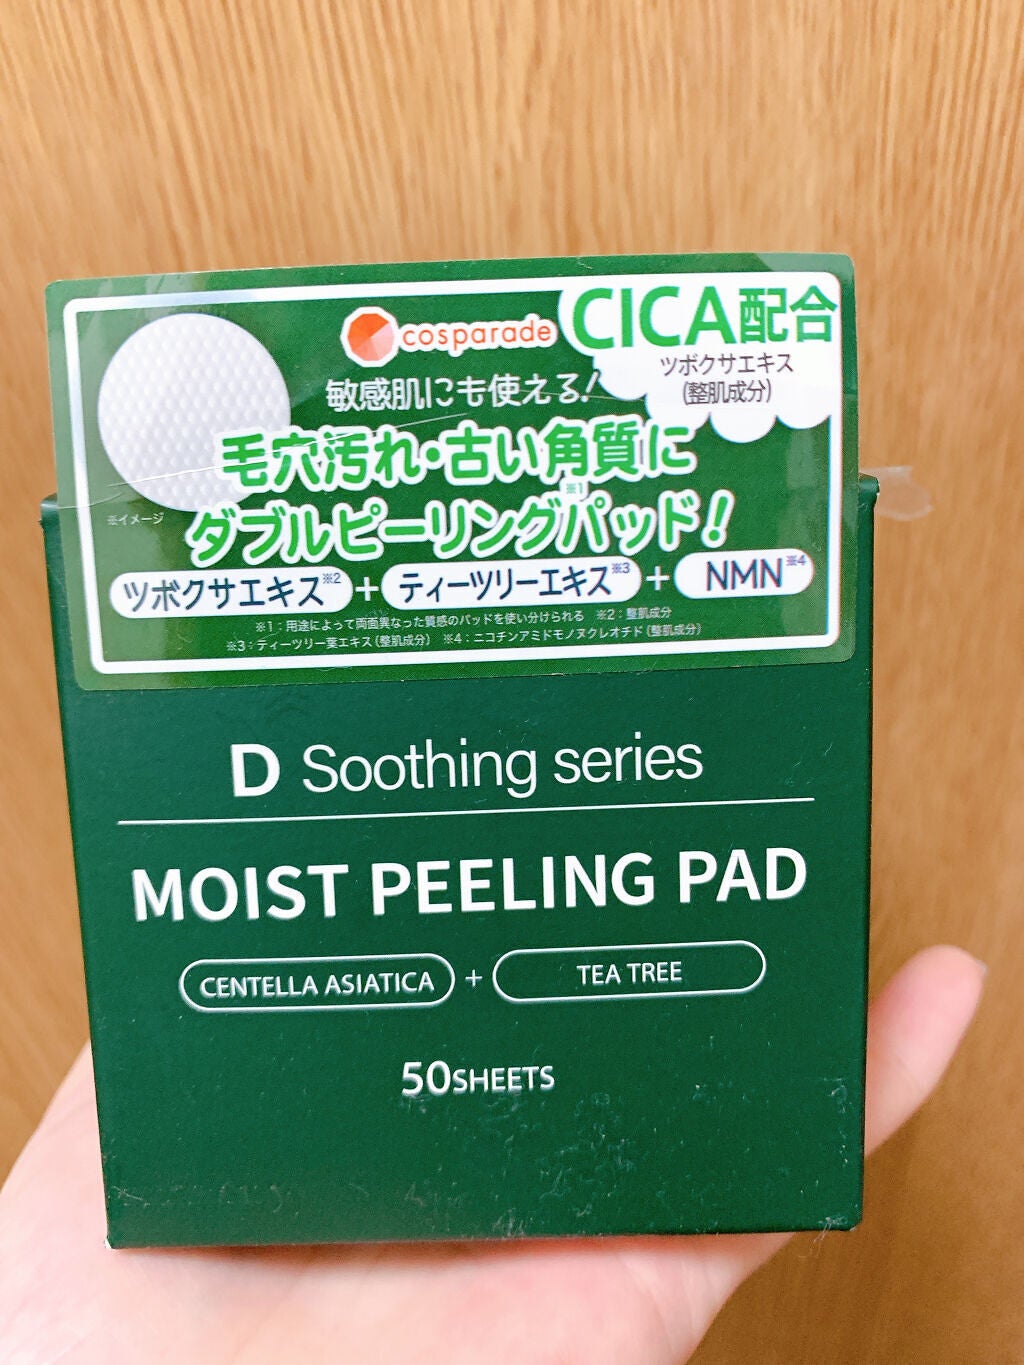 cosparade
CICA配合
ツボクサエキス
(整肌成分)
敏感肌にも使える!
毛穴汚れ・古い角質に
ダブルピーリングパッド!※1
※イメージ
ツボクサエキス※2+ティーツリーエキス※3+NMN※4
※1:用途によって両面異なった質感のパッドを使い分けられる ※2:整肌成分
※3:ティーツリー葉エキス(整肌成分) ※4:ニコチンアミドモノヌクレオチド(整肌成分)
D Soothing series
MOIST PEELING PAD
CENTELLA ASIATICA + TEA TREE
50SHEETS